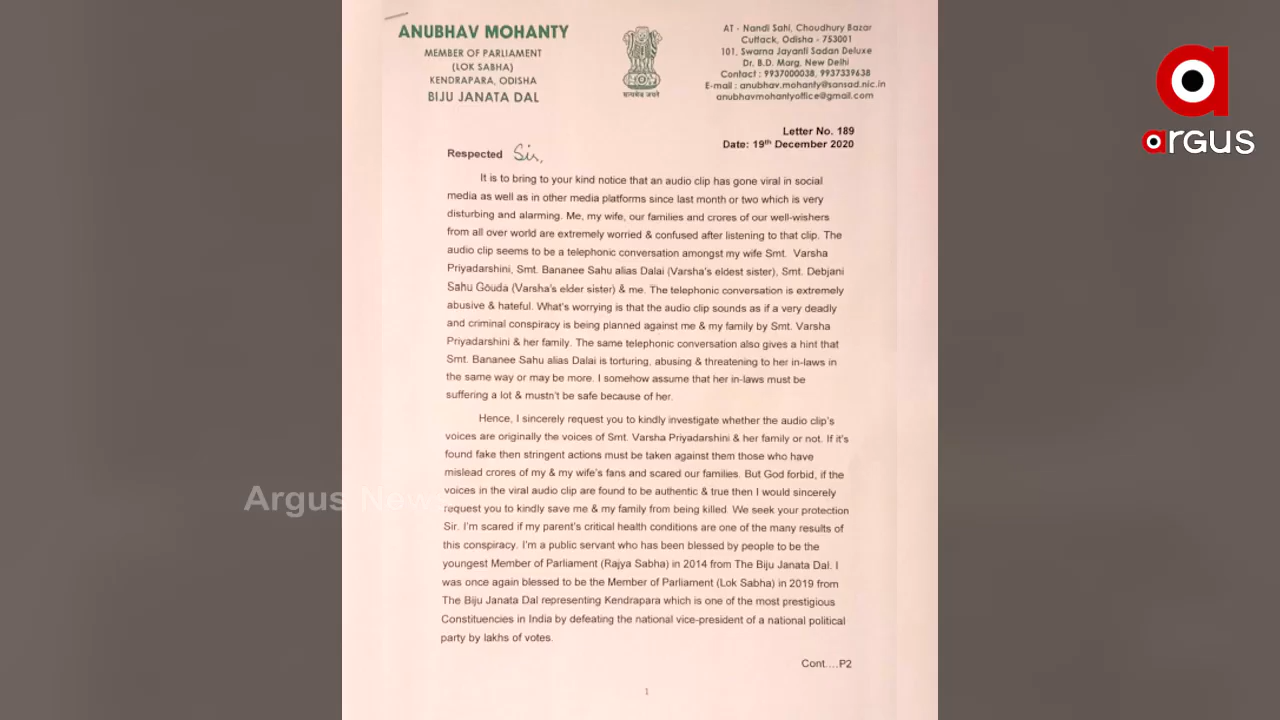 ANUBHAV MOHANTY
MEMBER OF PARLIAMENT
(LOK SABHA)
KENDRAPARA, ODISHA
BIJU JANATA DAL
सत्यमेव जयते
AT - Nandi Sahi, Choudhury Bazar
Cuttack, Odisha - 753001
101, Swarna Jayanti Sadan Deluxe
Dr. B.D. Marg, New Delhi
Contact : 9937000038, 9937339638
E-mail : anubhav.mohanty@sansad.nic.in
anubhavmohantyoffice@gmail.com
argus
Letter No. 189
Date: 19th December 2020
Respected Sir,
It is to bring to your kind notice that an audio clip has gone viral in social
media as well as in other media platforms since last month or two which is very
disturbing and alarming. Me, my wife, our families and crores of our well-wishers
from all over world are extremely worried & confused after listening to that clip. The
audio clip seems to be a telephonic conversation amongst my wife Smt. Varsha
Priyadarshini, Smt. Bananee Sahu alias Dalai (Varsha's eldest sister), Smt. Debjani
Sahu Gouda (Varsha's elder sister) & me. The telephonic conversation is extremely
abusive & hateful. What's worrying is that the audio clip sounds as if a very deadly
and criminal conspiracy is being planned against me & my family by Smt. Varsha
Priyadarshini & her family. The same telephonic conversation also gives a hint that
Smt. Bananee Sahu alias Dalai is torturing, abusing & threatening to her in-laws in
the same way or may be more. I somehow assume that her in-laws must be
suffering a lot & mustn't be safe because of her.
Hence, I sincerely request you to kindly investigate whether the audio clip's
voices are originally the voices of Smt. Varsha Priyadarshini & her family or not. If it's
found fake then stringent actions must be taken against them those who have
mislead crores of my & my wife's fans and scared our families. But God forbid, if the
voices in the viral audio clip are found to be authentic & true then I would sincerely
request you to kindly save me & my family from being killed. We seek your protection
Sir. I'm scared if my parent's critical health conditions are one of the many results of
this conspiracy. I'm a public servant who has been blessed by people to be the
youngest Member of Parliament (Rajya Sabha) in 2014 from The Biju Janata Dal. I
was once again blessed to be the Member of Parliament (Lok Sabha) in 2019 from
The Biju Janata Dal representing Kendrapara which is one of the most prestigious
Constituencies in India by defeating the national vice-president of a national political
party by lakhs of votes.
Cont....P2
1
Argus News